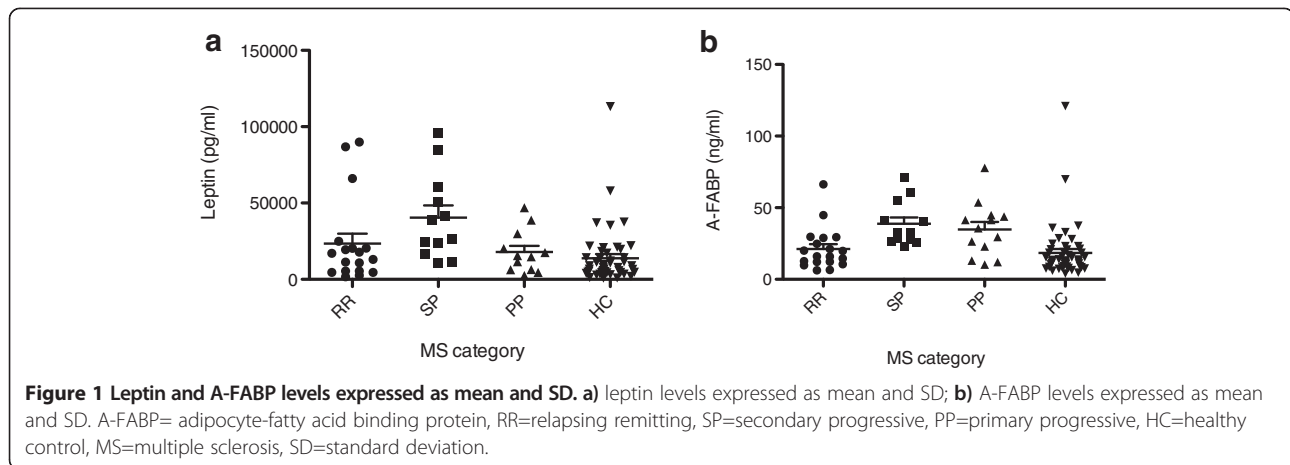 a
150000
100000
50000
0
Leptin (pg/ml)
RR
SP
PP
HC
MS category
b
150
100
50
0
A-FABP (ng/ml)
RR
SP
PP
HC
MS category
Figure 1 Leptin and A-FABP levels expressed as mean and SD. a) leptin levels expressed as mean and SD; b) A-FABP levels expressed as mean
and SD. A-FABP= adipocyte-fatty acid binding protein, RR=relapsing remitting, SP=secondary progressive, PP=primary progressive, HC=healthy
control, MS=multiple sclerosis, SD=standard deviation.